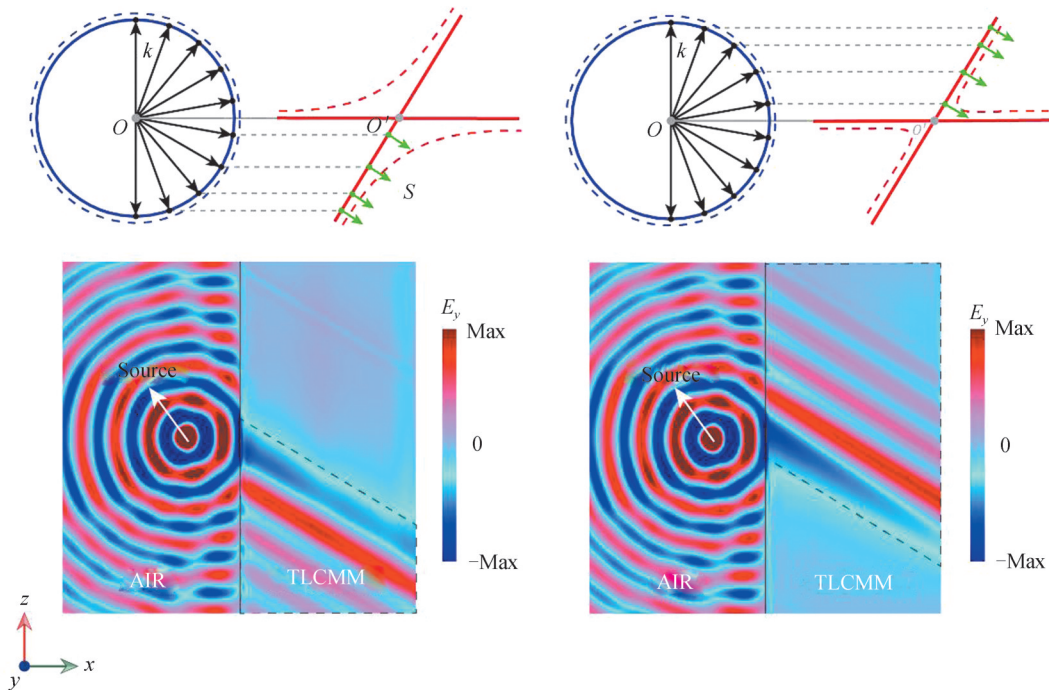 k
O
O'
S
k
O
O'
Source
AIR
TLCMM
E_y
Max
0
−Max
Source
AIR
TLCMM
E_y
Max
0
−Max
z
y
x